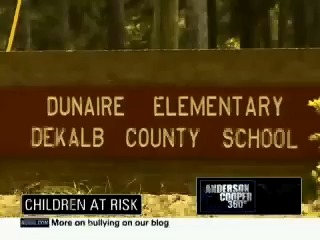 DUNAIRE ELEMENTARY
DEKALB COUNTY SCHOOL
CHILDREN AT RISK
ANDERSON
COOPER
360°
More on bullying on our blog